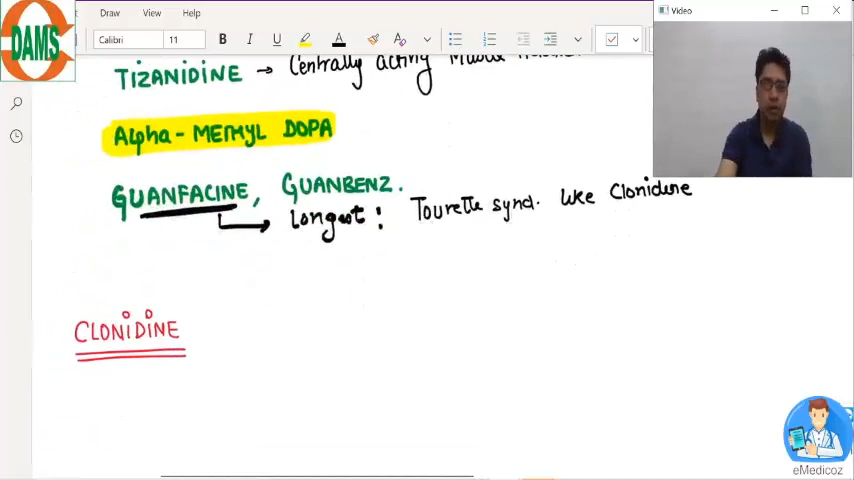 DAMS
Draw View Help
Video
Calibri 11 B I U A
TIZANIDINE → Centrally acting
Alpha-METHYL DOPA
GUANFACINE, GUANBENZ.
Longest: Tourette synd. like Clonidine
CLONIDINE
eMedicoz